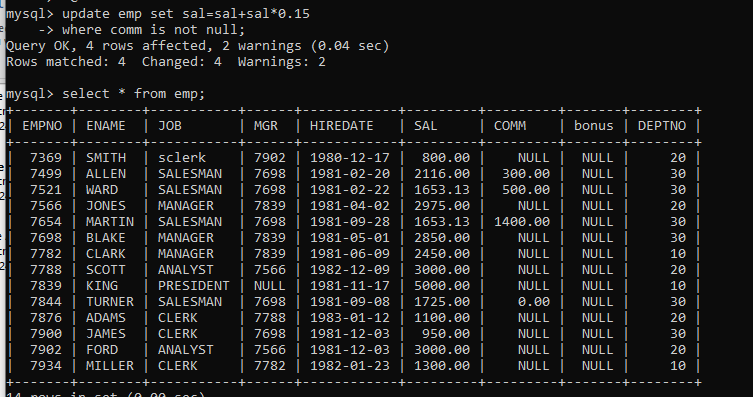 mysql> update emp set sal=sal+sal*0.15
    -> where comm is not null;
Query OK, 4 rows affected, 2 warnings (0.04 sec)
Rows matched: 4  Changed: 4  Warnings: 2
mysql> select * from emp;
+-------+--------+-----------+------+------------+---------+---------+-------+--------+
| EMPNO | ENAME  | JOB       | MGR  | HIREDATE   | SAL     | COMM    | bonus | DEPTNO |
+-------+--------+-----------+------+------------+---------+---------+-------+--------+
|  7369 | SMITH  | sclerk    | 7902 | 1980-12-17 |  800.00 |    NULL |  NULL |     20 |
|  7499 | ALLEN  | SALESMAN  | 7698 | 1981-02-20 | 2116.00 |  300.00 |  NULL |     30 |
|  7521 | WARD   | SALESMAN  | 7698 | 1981-02-22 | 1653.13 |  500.00 |  NULL |     30 |
|  7566 | JONES  | MANAGER   | 7839 | 1981-04-02 | 2975.00 |    NULL |  NULL |     20 |
|  7654 | MARTIN | SALESMAN  | 7698 | 1981-09-28 | 1653.13 | 1400.00 |  NULL |     30 |
|  7698 | BLAKE  | MANAGER   | 7839 | 1981-05-01 | 2850.00 |    NULL |  NULL |     30 |
|  7782 | CLARK  | MANAGER   | 7839 | 1981-06-09 | 2450.00 |    NULL |  NULL |     10 |
|  7788 | SCOTT  | ANALYST   | 7566 | 1982-12-09 | 3000.00 |    NULL |  NULL |     20 |
|  7839 | KING   | PRESIDENT | NULL | 1981-11-17 | 5000.00 |    NULL |  NULL |     10 |
|  7844 | TURNER | SALESMAN  | 7698 | 1981-09-08 | 1725.00 |    0.00 |  NULL |     30 |
|  7876 | ADAMS  | CLERK     | 7788 | 1983-01-12 | 1100.00 |    NULL |  NULL |     20 |
|  7900 | JAMES  | CLERK     | 7698 | 1981-12-03 |  950.00 |    NULL |  NULL |     30 |
|  7902 | FORD   | ANALYST   | 7566 | 1981-12-03 | 3000.00 |    NULL |  NULL |     20 |
|  7934 | MILLER | CLERK     | 7782 | 1982-01-23 | 1300.00 |    NULL |  NULL |     10 |
+-------+--------+-----------+------+------------+---------+---------+-------+--------+
14 rows in set (0.00 sec)